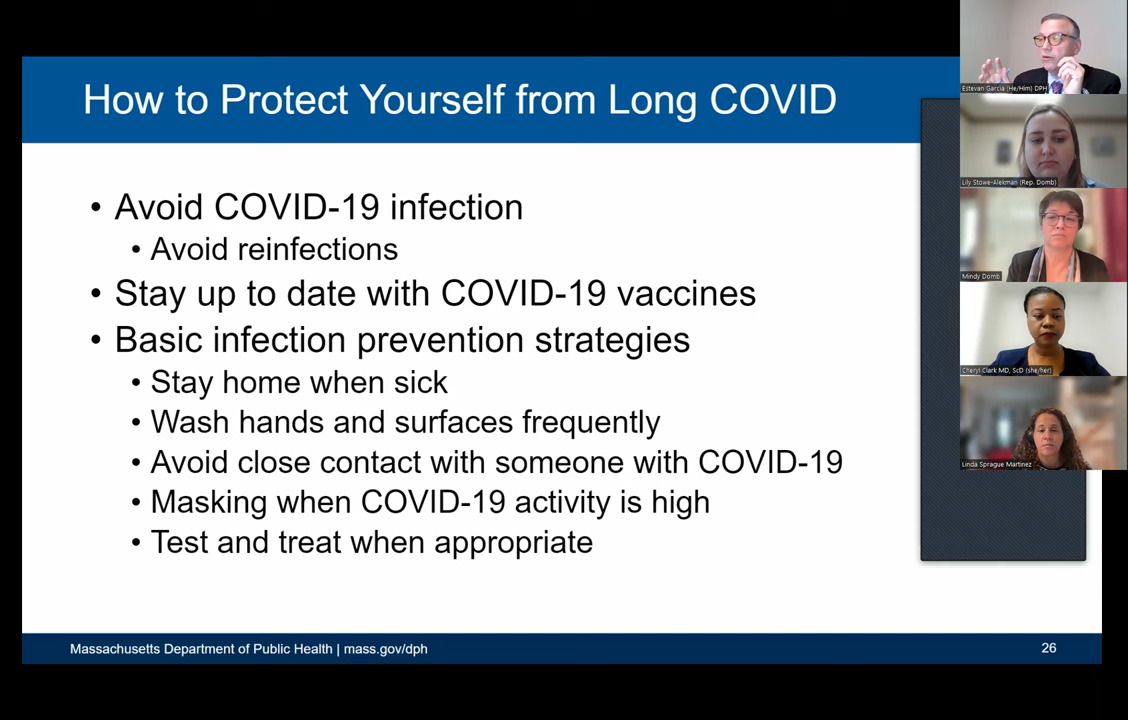 How to Protect Yourself from Long COVID
• Avoid COVID-19 infection
• Avoid reinfections
• Stay up to date with COVID-19 vaccines
• Basic infection prevention strategies
• Stay home when sick
• Wash hands and surfaces frequently
• Avoid close contact with someone with COVID-19
• Masking when COVID-19 activity is high
• Test and treat when appropriate
Massachusetts Department of Public Health | mass.gov/dph
26
Estevan Garcia (He/Him) DPH
Lily Stowe-Alekman (Rep. Domb)
Mindy Domb
Cheryl Clark MD, ScD (she/her)
Linda Sprague Martinez